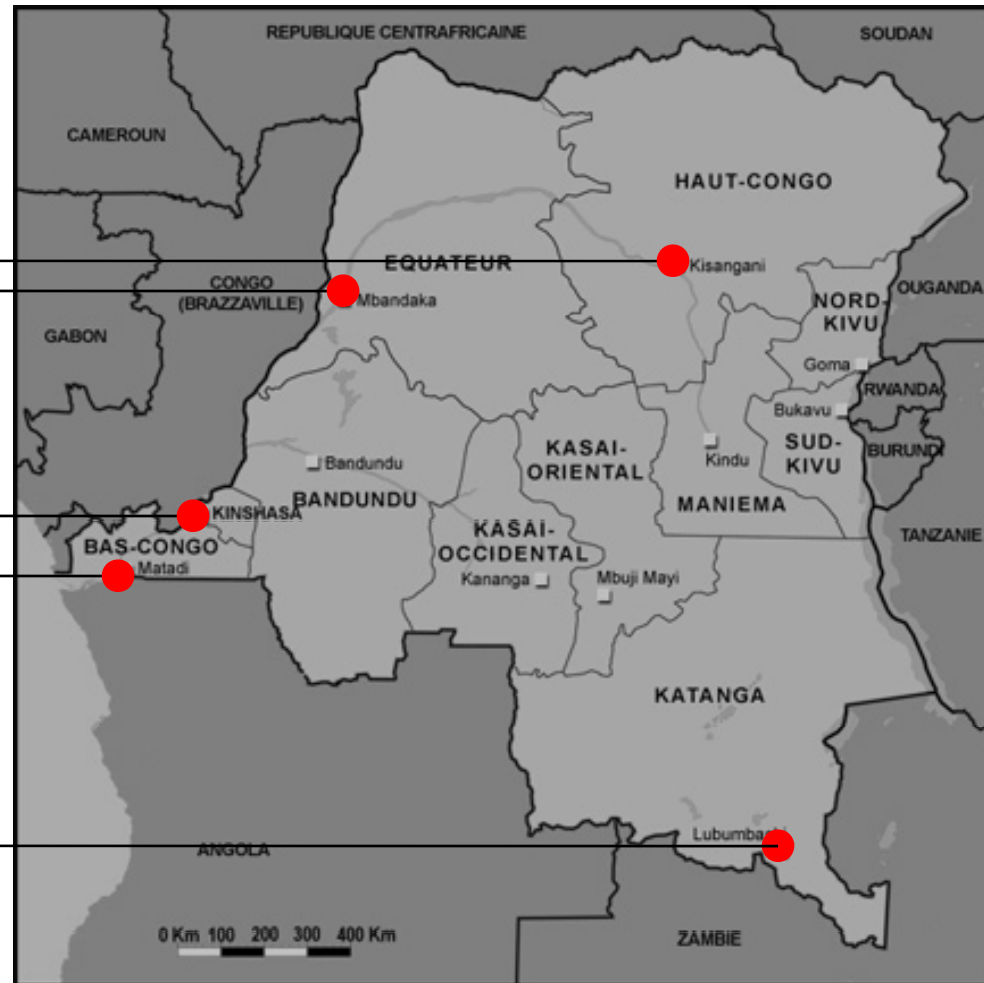 REPUBLIQUE CENTRAFRICAINE
SOUDAN
CAMEROUN
HAUT-CONGO
EQUATEUR
Kisangani
CONGO
(BRAZZAVILLE)
Mbandaka
OUGANDA
NORD-
KIVU
GABON
Goma
RWANDA
Bukavu
KASAI-
ORIENTAL
SUD-
KIVU
BURUNDI
Kindu
Bandundu
BANDUNDU
MANIEMA
KINSHASA
KASAI-
OCCIDENTAL
TANZANIE
BAS-CONGO
Matadi
Kananga
Mbuji Mayi
KATANGA
Lubumbashi
ANGOLA
0 Km 100 200 300 400 Km
ZAMBIE